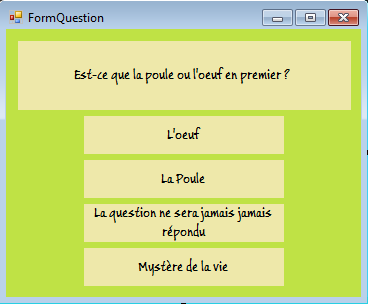 FormQuestion
Est-ce que la poule ou l'oeuf en premier ?
L'oeuf
La Poule
La question ne sera jamais jamais
répondu
Mystère de la vie